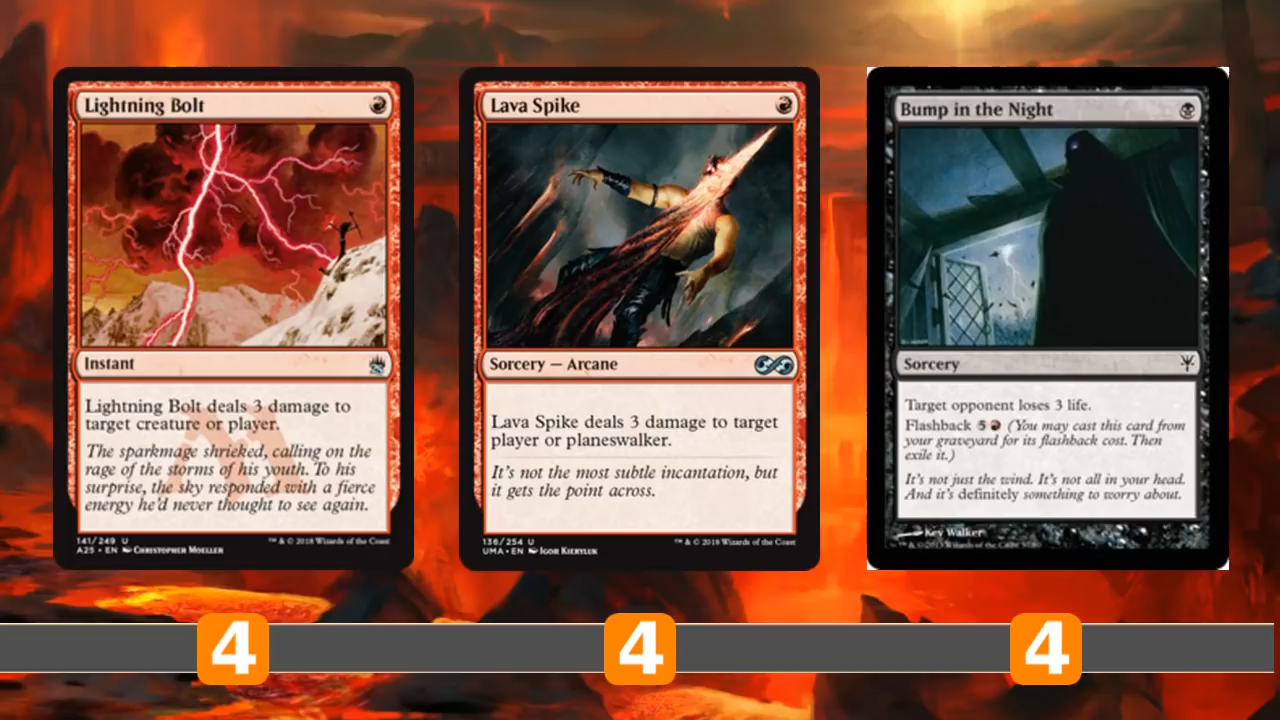 Lightning Bolt
Instant
Lightning Bolt deals 3 damage to
target creature or player.
The sparkmage shrieked, calling on the
rage of the storms of his youth. To his
surprise, the sky responded with a fierce
energy he'd never thought to see again.
141/249 U
A25 • EN Christopher Moeller
™ & © 2018 Wizards of the Coast
4
Lava Spike
Sorcery — Arcane
Lava Spike deals 3 damage to target
player or planeswalker.
It's not the most subtle incantation, but
it gets the point across.
136/254 U
UMA • EN Igor Kieryluk
™ & © 2018 Wizards of the Coast
4
Bump in the Night
Sorcery
Target opponent loses 3 life.
Flashback 5 (You may cast this card from
your graveyard for its flashback cost. Then
exile it.)
It's not just the wind. It's not all in your head.
And it's definitely something to worry about.
Kev Walker
4